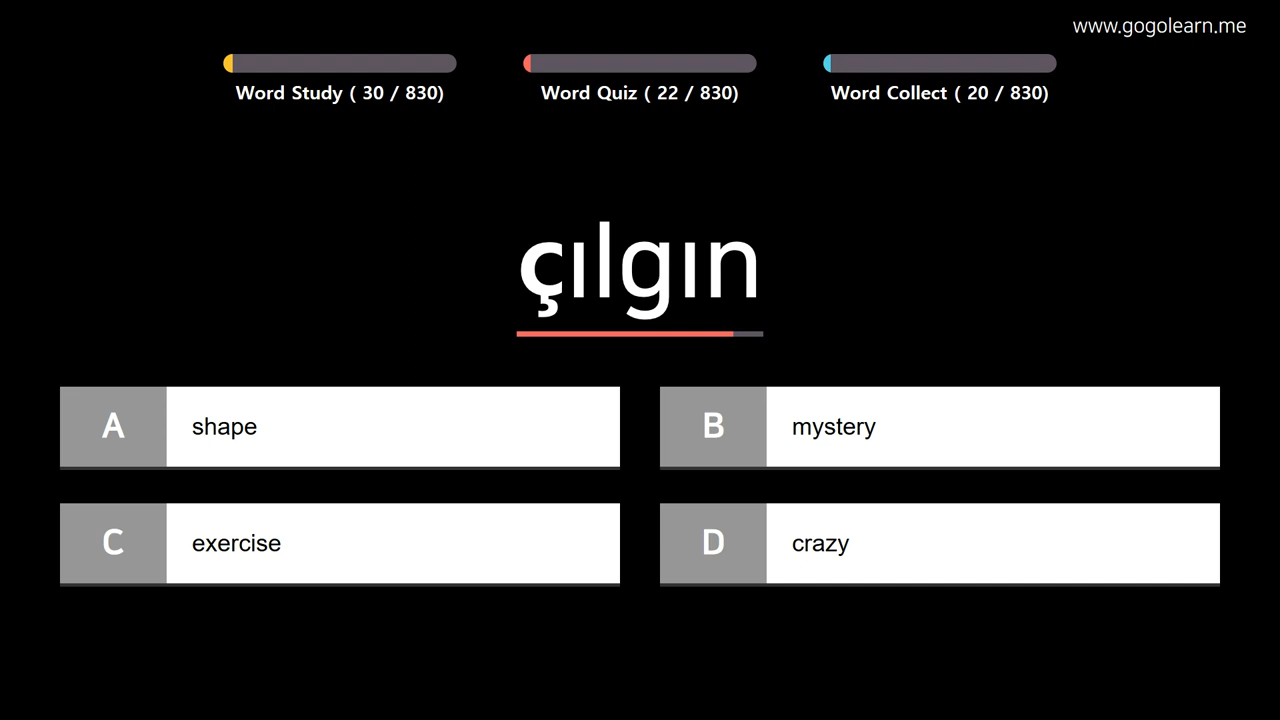 www.gogolearn.me
Word Study ( 30 / 830)
Word Quiz ( 22 / 830)
Word Collect ( 20 / 830)
çılgın
A shape
B mystery
C exercise
D crazy